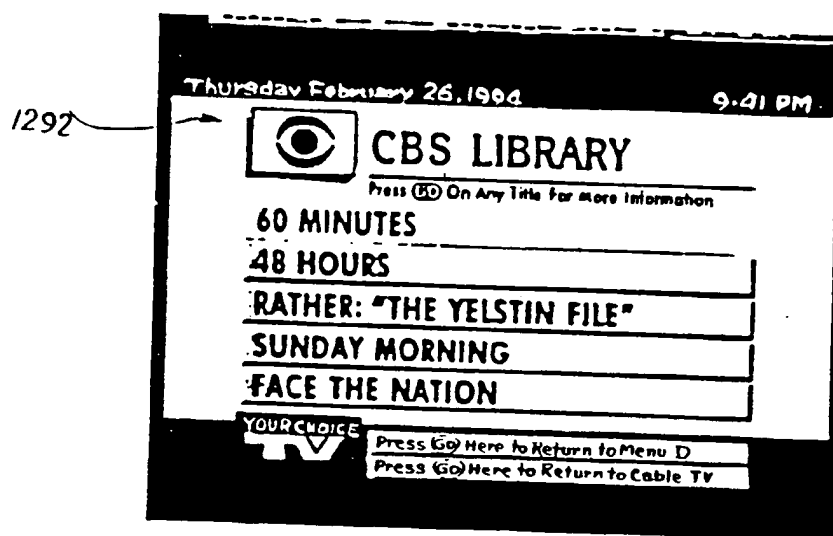 Thursday February 26.1994 9:41 PM
1292
CBS LIBRARY
Press GO On Any Title for More Information
60 MINUTES
48 HOURS
RATHER: "THE YELSTIN FILE"
SUNDAY MORNING
FACE THE NATION
YOUR CHOICE
TV
Press GO Here to Return to Menu D
Press GO Here to Return to Cable TV